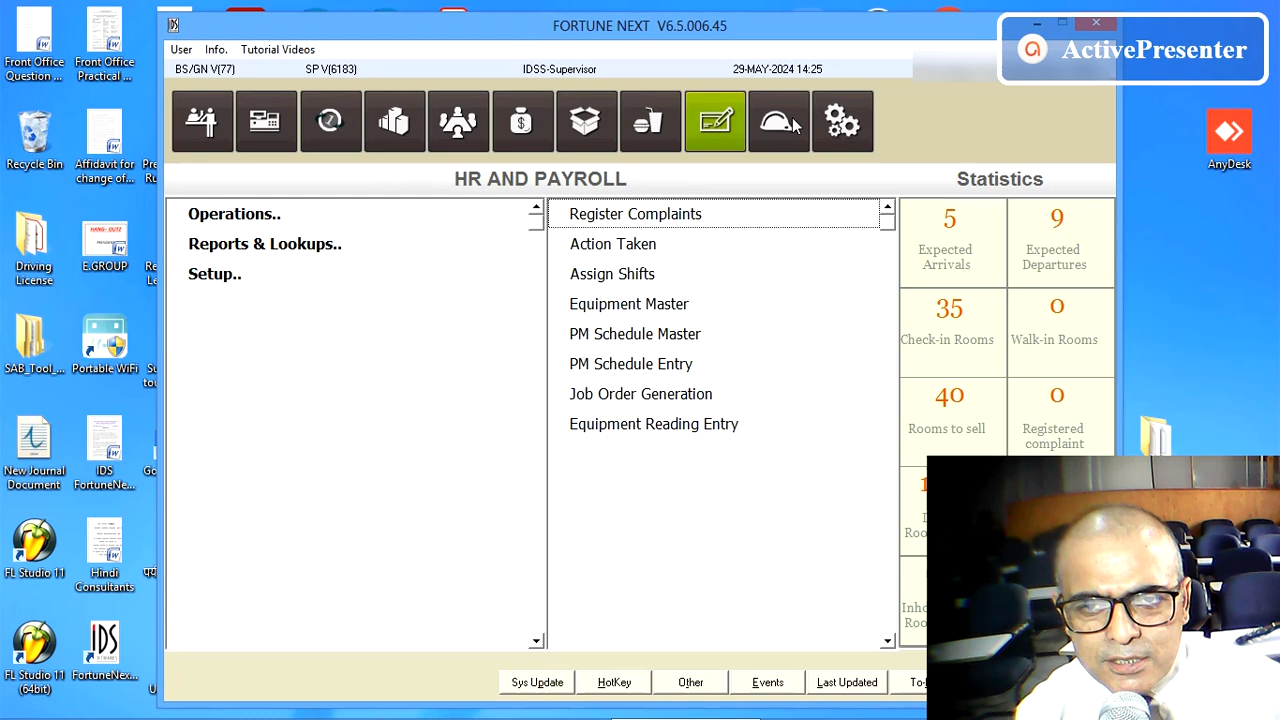 FORTUNE NEXT V6.5.006.45
ActivePresenter
User Info. Tutorial Videos
BS/GN V(77) SP V(6183) IDSS-Supervisor 29-MAY-2024 14:25
HR AND PAYROLL
Statistics
Operations..
Reports & Lookups..
Setup..
Register Complaints
Action Taken
Assign Shifts
Equipment Master
PM Schedule Master
PM Schedule Entry
Job Order Generation
Equipment Reading Entry
5
Expected
Arrivals
9
Expected
Departures
35
Check-in Rooms
0
Walk-in Rooms
40
Rooms to sell
0
Registered
complaint
Sys Update HotKey Other Events Last Updated
Front Office
Question ...
Front Office
Practical ...
Recycle Bin
Affidavit for
change of...
Driving
License
HANG-OUTZ
E.GROUP
SAB_Tool_...
Portable WiFi
New Journal
Document
IDS
FortuneNe...
FL Studio 11
Hindi
Consultants
FL Studio 11
(64bit)
IDS
FortuneNex...
AnyDesk